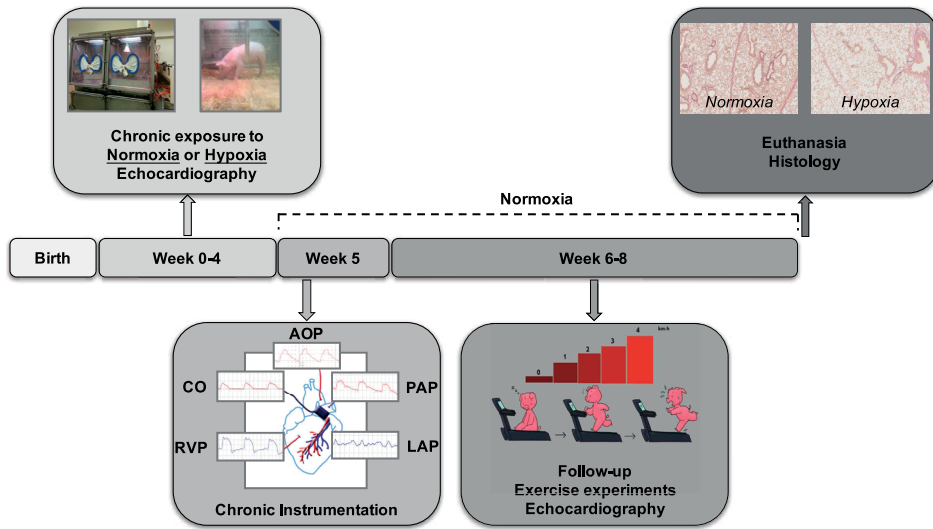 Normoxia
Hypoxia
Chronic exposure to
Normoxia or Hypoxia
Echocardiography
Euthanasia
Histology
Normoxia
Birth
Week 0-4
Week 5
Week 6-8
AOP
CO
PAP
RVP
LAP
Chronic Instrumentation
0
1
2
3
4
km/h
Follow-up
Exercise experiments
Echocardiography